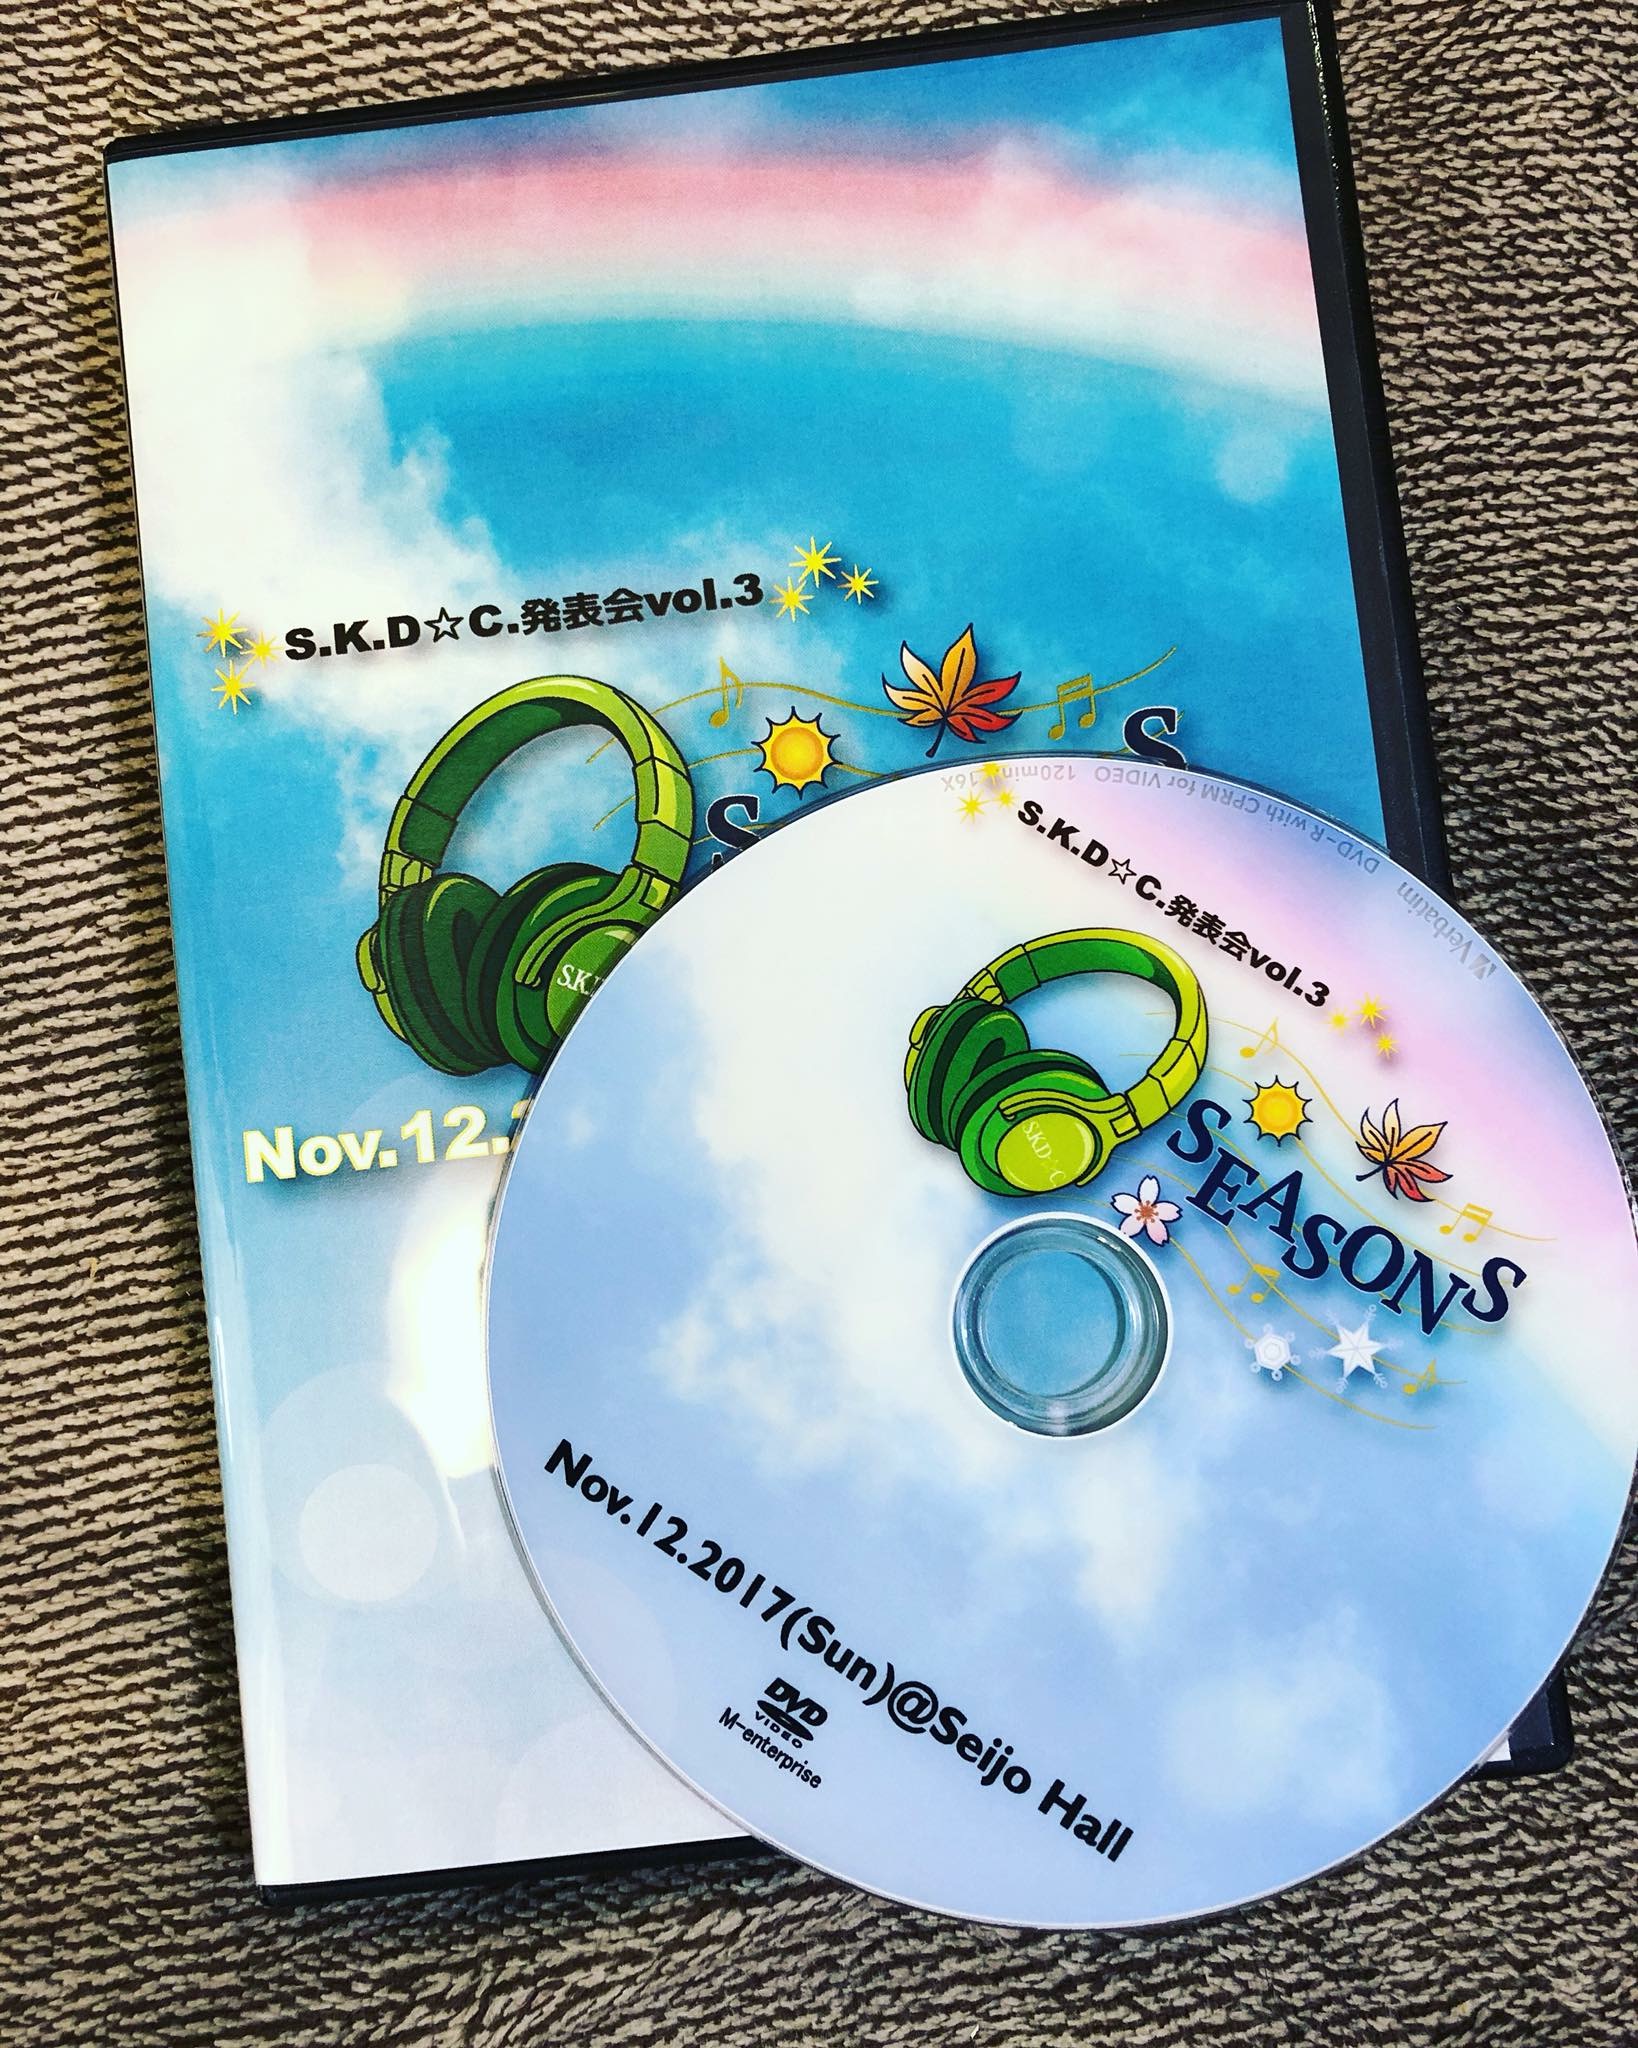 S.K.D☆C.発表会vol.3
S
S
S.K.
Nov.12.
Verbatim DVD-R with CPRM for VIDEO 120min. 16X
S.K.D☆C.発表会vol.3
S.K.D☆C
SEASONS
Nov.12.2017(Sun)@Seijo Hall
DVD
VIDEO
M-enterprise